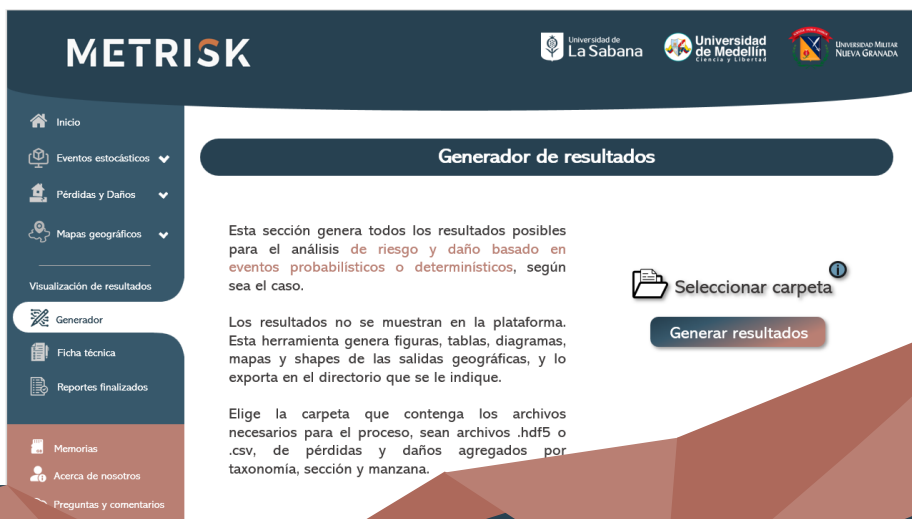 METRISK
Universidad de
La Sabana
Universidad
de Medellín
Ciencia y Libertad
UNIVERSIDAD MILITAR
NUEVA GRANADA
Inicio
Eventos estocásticos
Pérdidas y Daños
Mapas geográficos
Visualización de resultados
Generador
Ficha técnica
Reportes finalizados
Memorias
Acerca de nosotros
Preguntas y comentarios
Generador de resultados
Esta sección genera todos los resultados posibles
para el análisis de riesgo y daño basado en
eventos probabilísticos o determinísticos, según
sea el caso.
Los resultados no se muestran en la plataforma.
Esta herramienta genera figuras, tablas, diagramas,
mapas y shapes de las salidas geográficas, y lo
exporta en el directorio que se le indique.
Elige la carpeta que contenga los archivos
necesarios para el proceso, sean archivos .hdf5 o
.csv, de pérdidas y daños agregados por
taxonomía, sección y manzana.
Seleccionar carpeta
i
Generar resultados